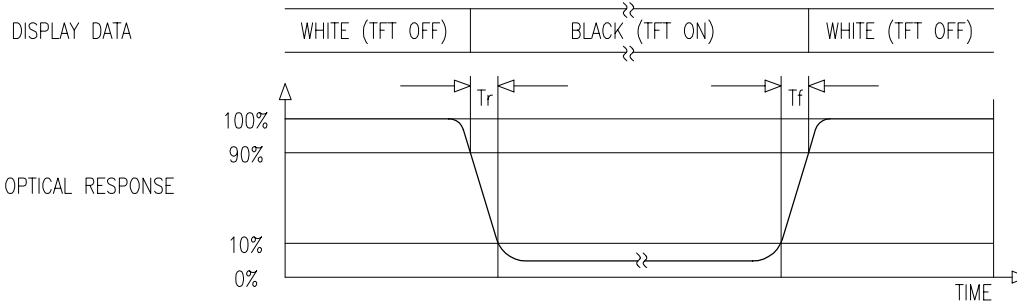 DISPLAY DATA
WHITE (TFT OFF)
BLACK (TFT ON)
WHITE (TFT OFF)
Tr
Tf
100%
90%
OPTICAL RESPONSE
10%
0%
TIME